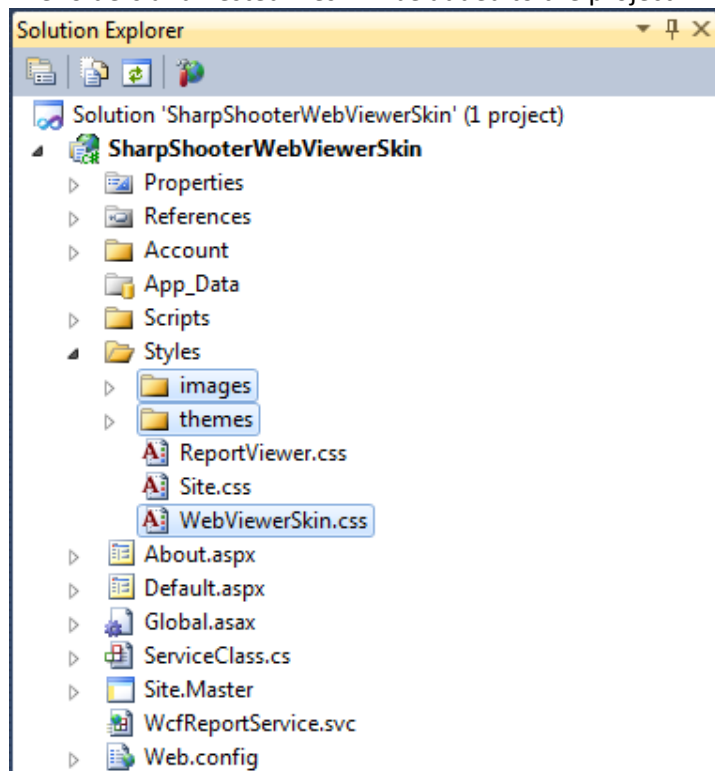 Solution Explorer
Solution 'SharpShooterWebViewerSkin' (1 project)
SharpShooterWebViewerSkin
Properties
References
Account
App_Data
Scripts
Styles
images
themes
ReportViewer.css
Site.css
WebViewerSkin.css
About.aspx
Default.aspx
Global.asax
ServiceClass.cs
Site.Master
WcfReportService.svc
Web.config